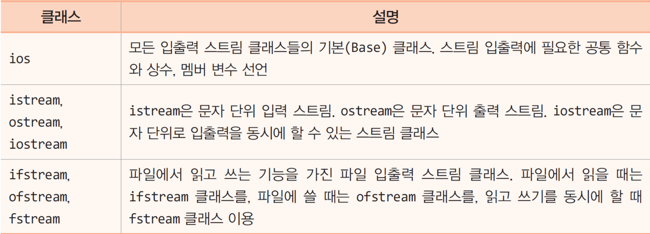 클래스 설명
ios 모든 입출력 스트림 클래스들의 기본(Base) 클래스. 스트림 입출력에 필요한 공통 함수
와 상수, 멤버 변수 선언
istream,
ostream,
iostream
istream은 문자 단위 입력 스트림. ostream은 문자 단위 출력 스트림. iostream은 문
자 단위로 입출력을 동시에 할 수 있는 스트림 클래스
ifstream,
ofstream,
fstream
파일에서 읽고 쓰는 기능을 가진 파일 입출력 스트림 클래스. 파일에서 읽을 때는
ifstream 클래스를, 파일에 쓸 때는 ofstream 클래스를, 읽고 쓰기를 동시에 할 때
fstream 클래스 이용